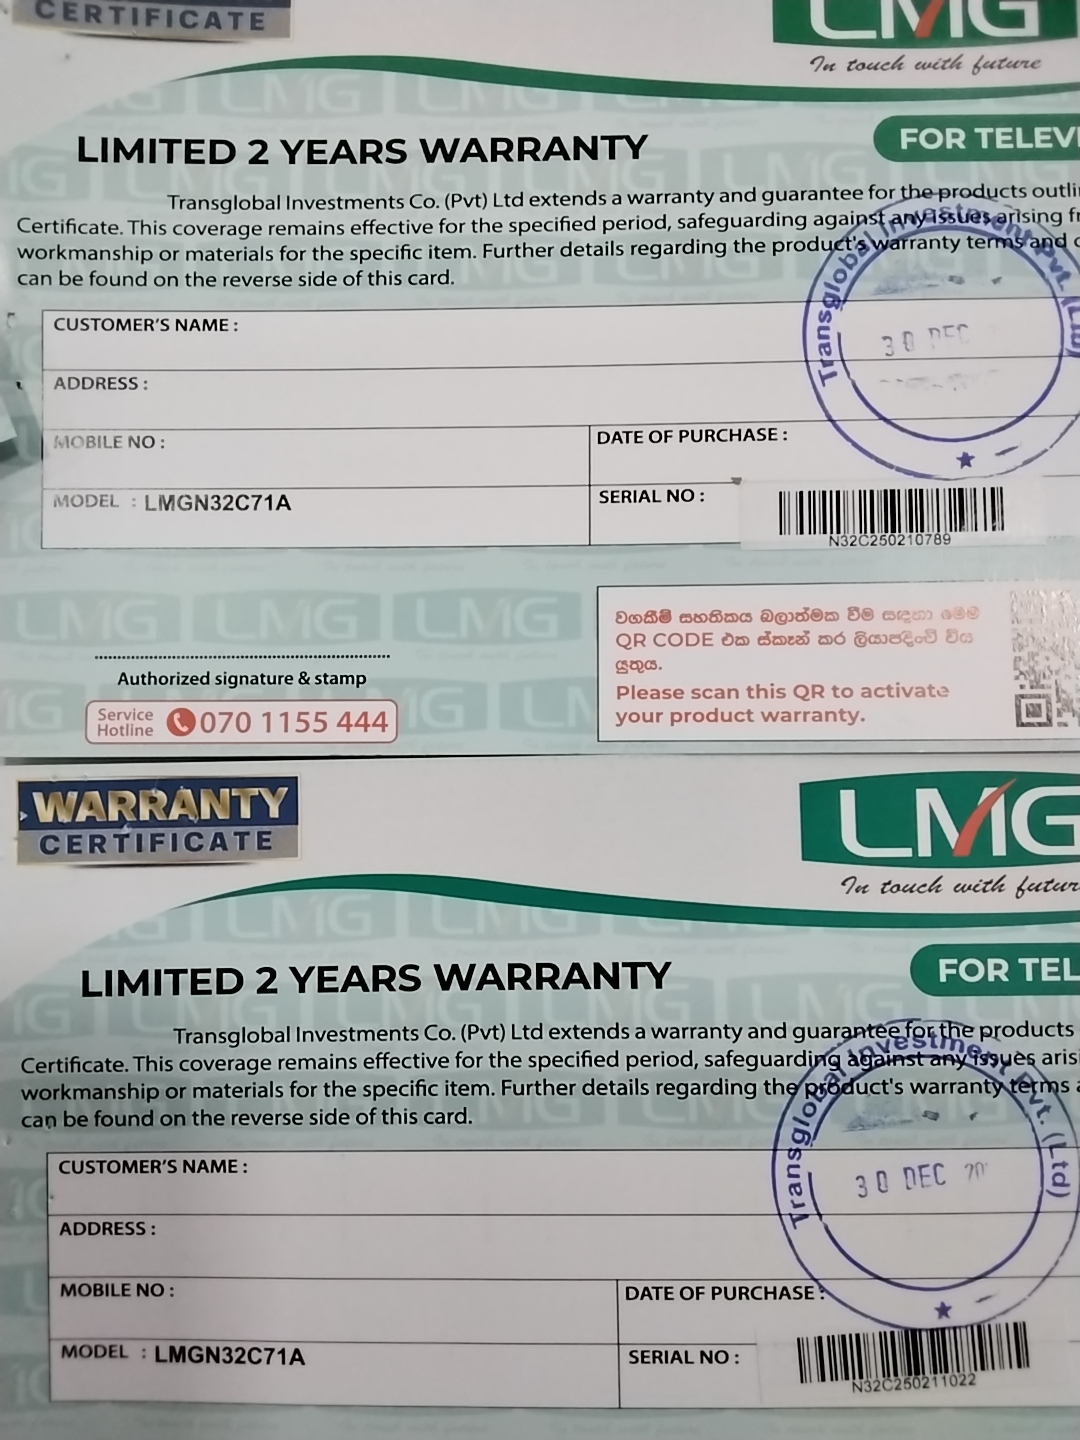 CERTIFICATE
LMG
In touch with future
LIMITED 2 YEARS WARRANTY
FOR TELEVI
Transglobal Investments Co. (Pvt) Ltd extends a warranty and guarantee for the products outli
Certificate. This coverage remains effective for the specified period, safeguarding against any issues arising fr
workmanship or materials for the specific item. Further details regarding the product's warranty terms and c
can be found on the reverse side of this card.
Transglobal Investment Pvt. (Ltd)
30 DEC
CUSTOMER'S NAME :
ADDRESS :
MOBILE NO :
DATE OF PURCHASE :
MODEL : LMGN32C71A
SERIAL NO :
N32C250210789
Authorized signature & stamp
Service
Hotline
070 1155 444
වගකීම් සහතිකය බලාත්මක වීම සඳහා මෙම
QR CODE එක ස්කෑන් කර ලියාපදිංචි විය
යුතුය.
Please scan this QR to activate
your product warranty.
WARRANTY
CERTIFICATE
LMG
In touch with futur
LIMITED 2 YEARS WARRANTY
FOR TEL
Transglobal Investments Co. (Pvt) Ltd extends a warranty and guarantee for the products
Certificate. This coverage remains effective for the specified period, safeguarding against any issues arisi
workmanship or materials for the specific item. Further details regarding the product's warranty terms a
can be found on the reverse side of this card.
Transglobal Investment Pvt. (Ltd)
30 DEC 20
CUSTOMER'S NAME :
ADDRESS :
MOBILE NO :
DATE OF PURCHASE :
MODEL : LMGN32C71A
SERIAL NO :
N32C250211022